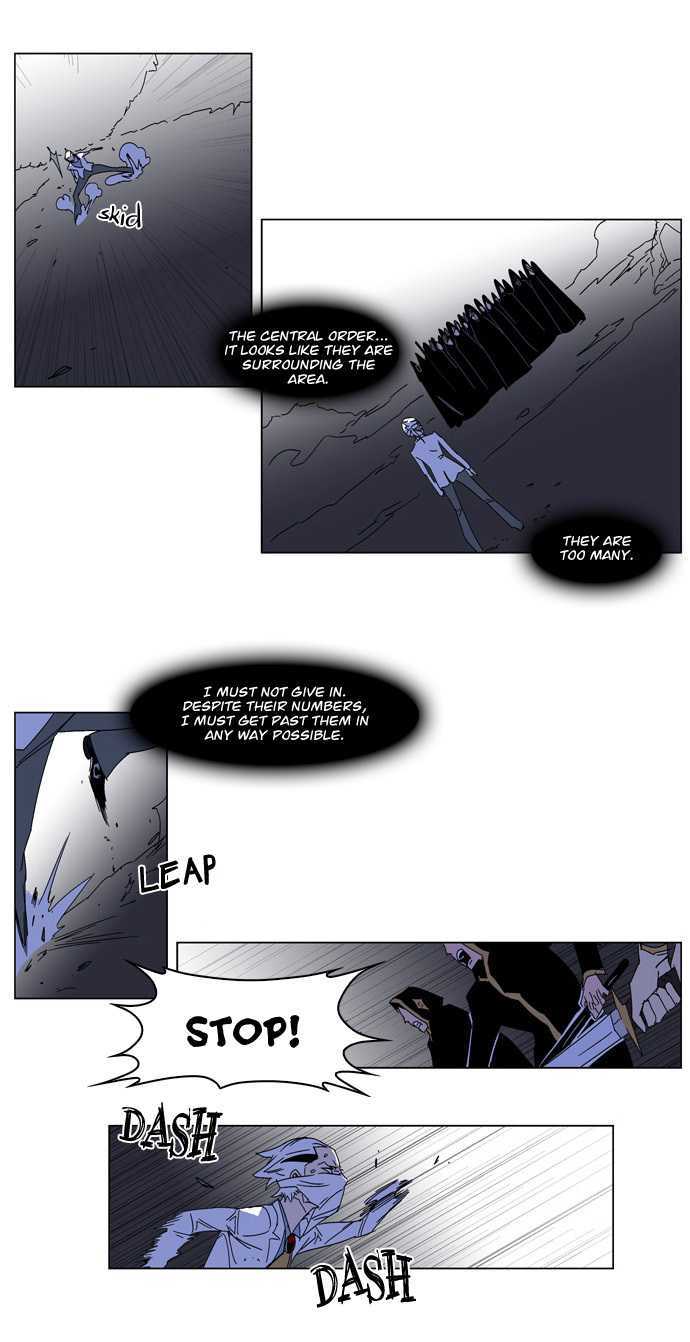 skid
THE CENTRAL ORDER...
IT LOOKS LIKE THEY ARE
SURROUNDING THE
AREA.
THEY ARE
TOO MANY.
I MUST NOT GIVE IN.
DESPITE THEIR NUMBERS,
I MUST GET PAST THEM IN
ANY WAY POSSIBLE.
LEAP
STOP!
DASH
DASH